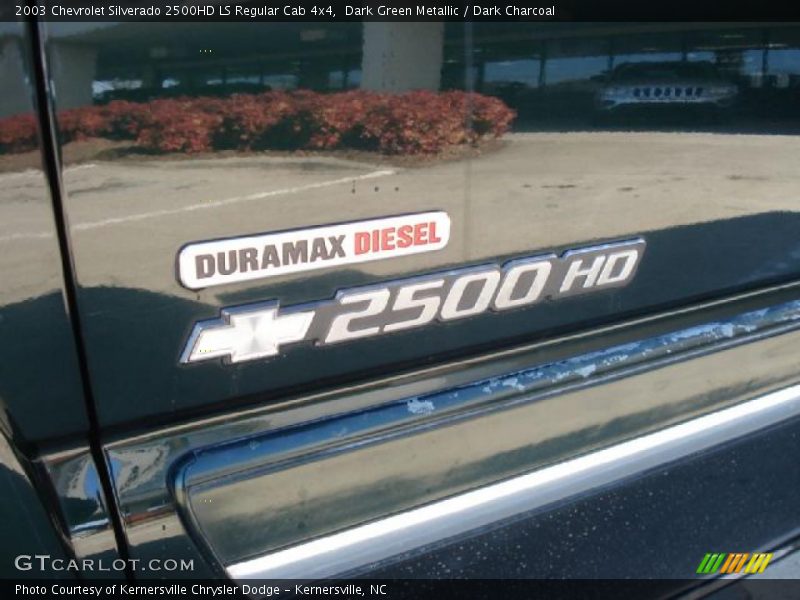 2003 Chevrolet Silverado 2500HD LS Regular Cab 4x4, Dark Green Metallic / Dark Charcoal
DURAMAX DIESEL
2500 HD
GTCARLOT.COM
Photo Courtesy of Kernersville Chrysler Dodge - Kernersville, NC